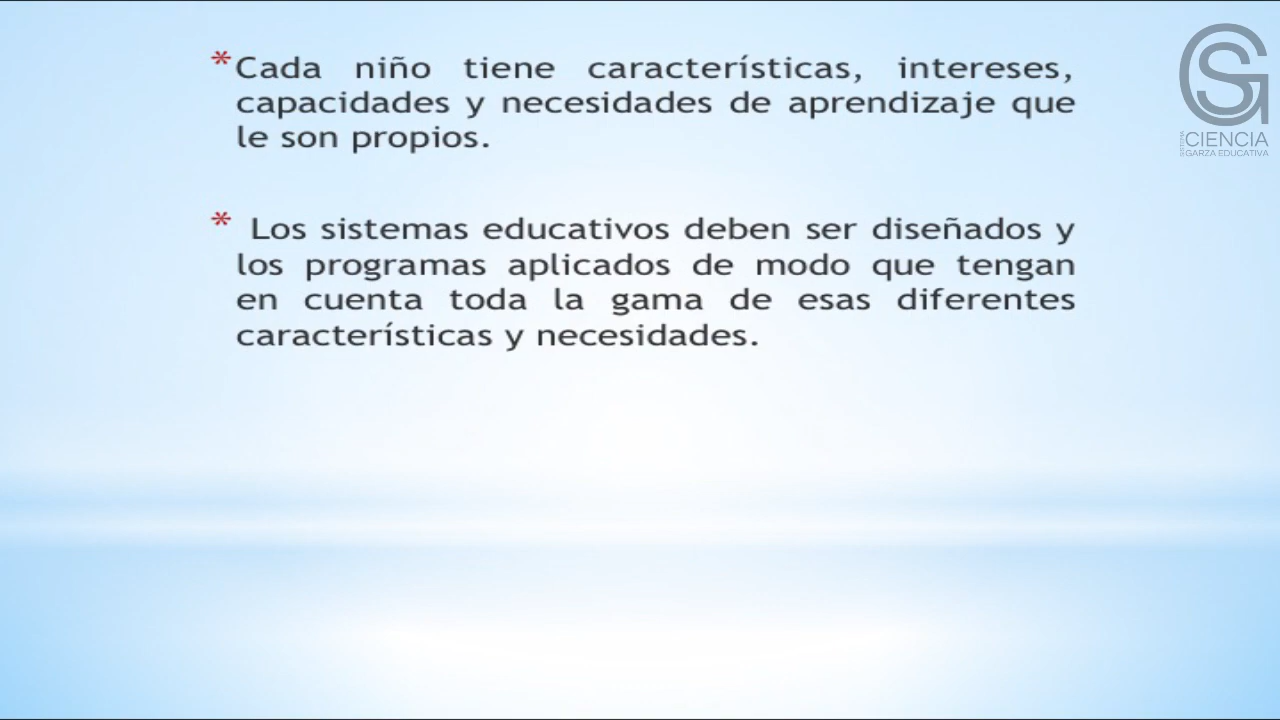 *Cada niño tiene características, intereses,
capacidades y necesidades de aprendizaje que
le son propios.
* Los sistemas educativos deben ser diseñados y
los programas aplicados de modo que tengan
en cuenta toda la gama de esas diferentes
características y necesidades.
SG
CIENCIA
GARZA EDUCATIVA